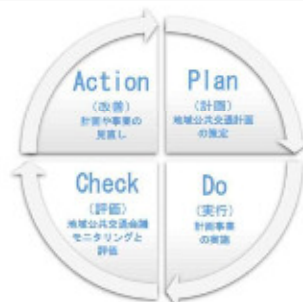 Action
(改善)
計画や事業の
見直し
Plan
(計画)
地域公共交通計画
の策定
Check
(評価)
地域公共交通会議
モニタリングと
評価
Do
(実行)
計画事業
の実施